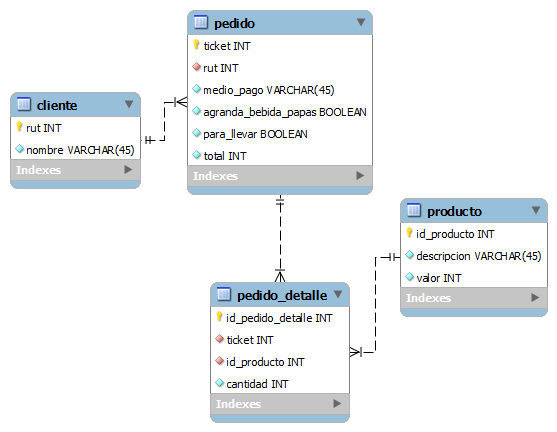 pedido
ticket INT
rut INT
medio_pago VARCHAR(45)
agranda_bebida_papas BOOLEAN
para_llevar BOOLEAN
total INT
Indexes
cliente
rut INT
nombre VARCHAR(45)
Indexes
producto
id_producto INT
descripcion VARCHAR(45)
valor INT
Indexes
pedido_detalle
id_pedido_detalle INT
ticket INT
id_producto INT
cantidad INT
Indexes